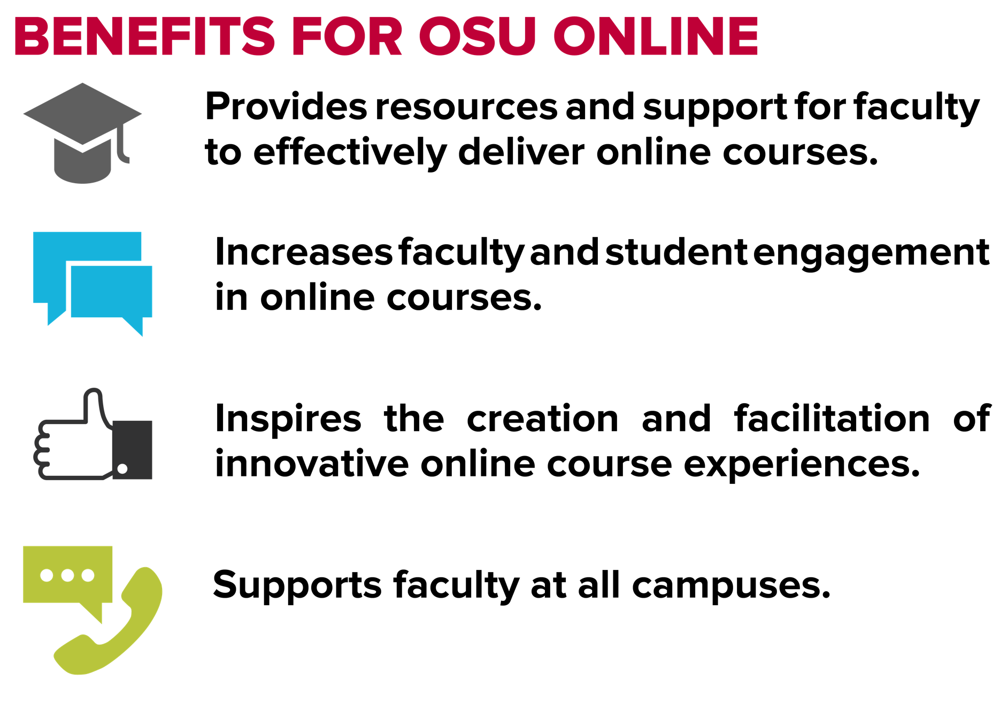 BENEFITS FOR OSU ONLINE
Provides resources and support for faculty
to effectively deliver online courses.
Increases faculty and student engagement
in online courses.
Inspires the creation and facilitation of
innovative online course experiences.
Supports faculty at all campuses.